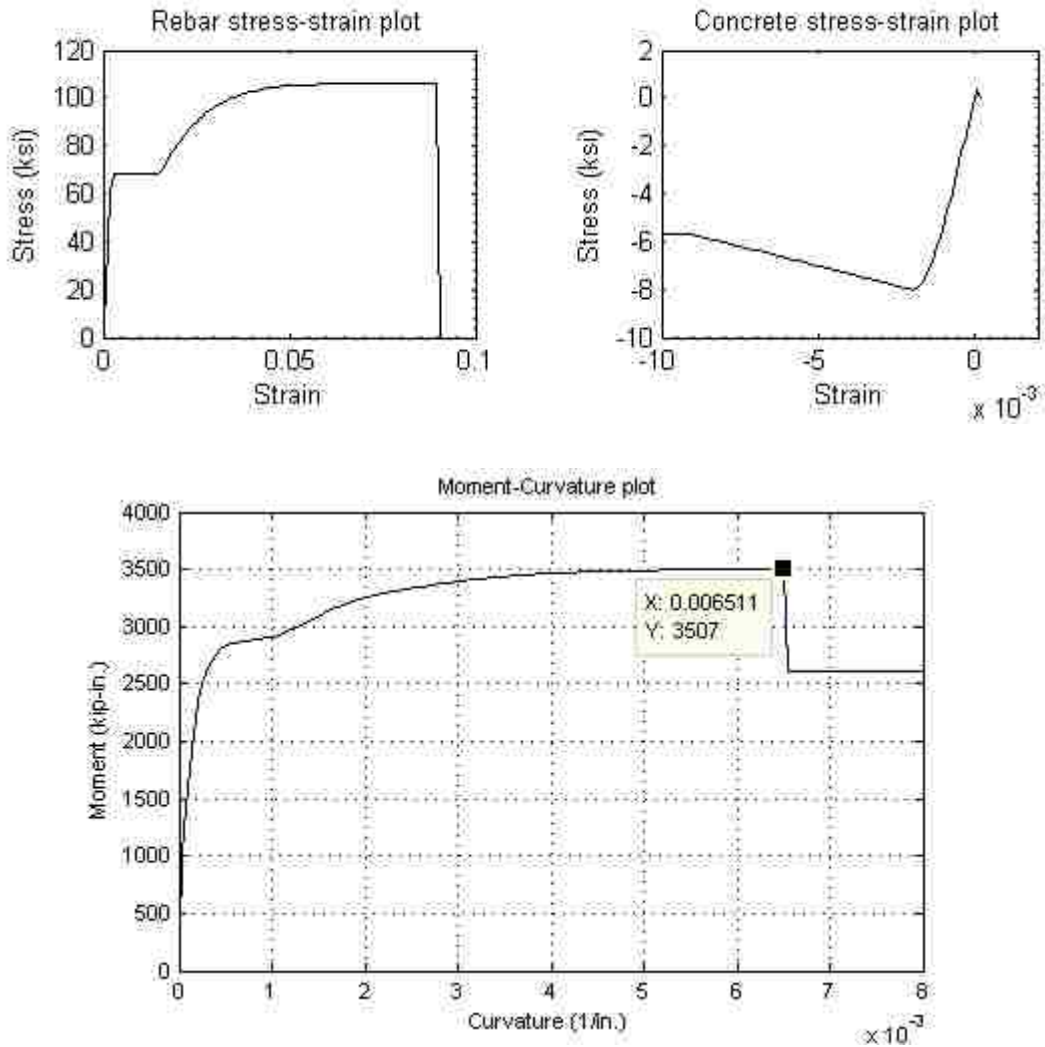 Rebar stress-strain plot
Stress (ksi)
120
100
80
60
40
20
0
0 0.05 0.1
Strain
Concrete stress-strain plot
Stress (ksi)
2
0
-2
-4
-6
-8
-10
-10 -5 0
Strain
x 10^-3
Moment-Curvature plot
Moment (kip-in.)
4000
3500
3000
2500
2000
1500
1000
500
0
X: 0.006511
Y: 3507
0 1 2 3 4 5 6 7 8
Curvature (1/in.)
x 10^-3